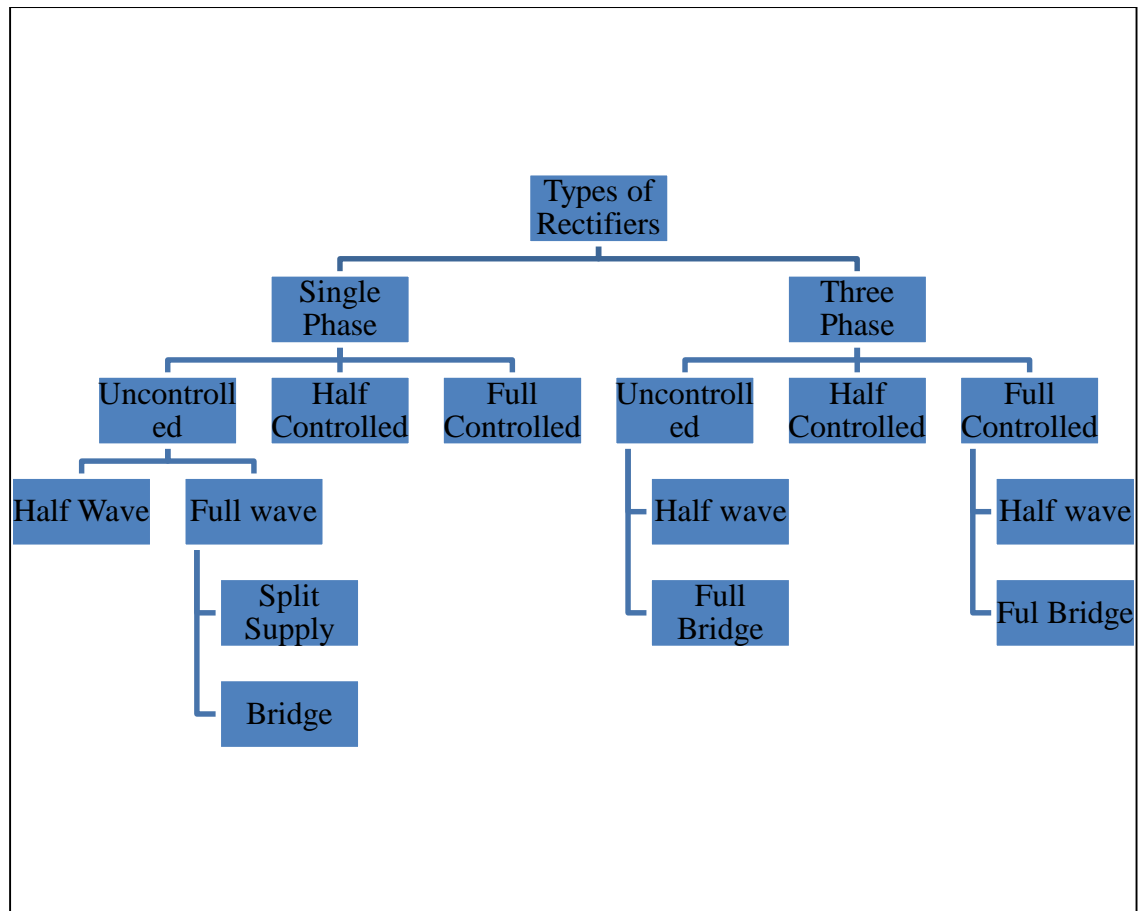 Types of
Rectifiers
Single
Phase
Three
Phase
Uncontroll
ed
Half
Controlled
Full
Controlled
Uncontroll
ed
Half
Controlled
Full
Controlled
Half Wave
Full wave
Half wave
Half wave
Split
Supply
Full
Bridge
Ful Bridge
Bridge